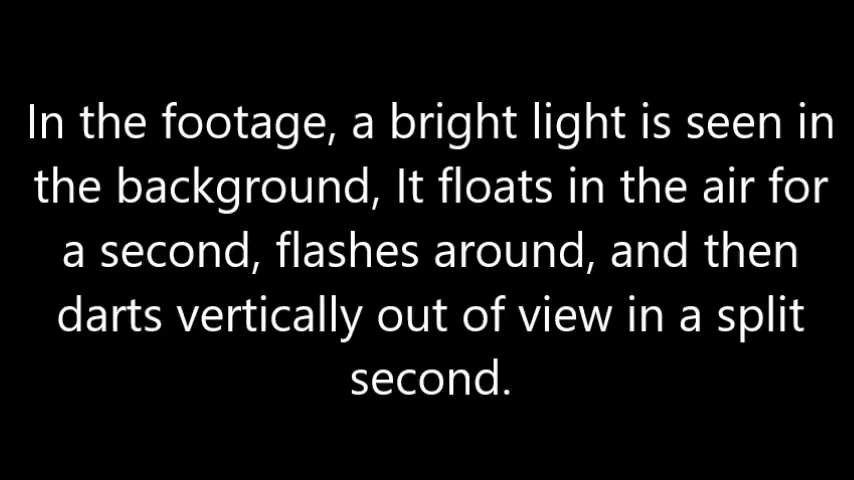 In the footage, a bright light is seen in
the background, It floats in the air for
a second, flashes around, and then
darts vertically out of view in a split
second.